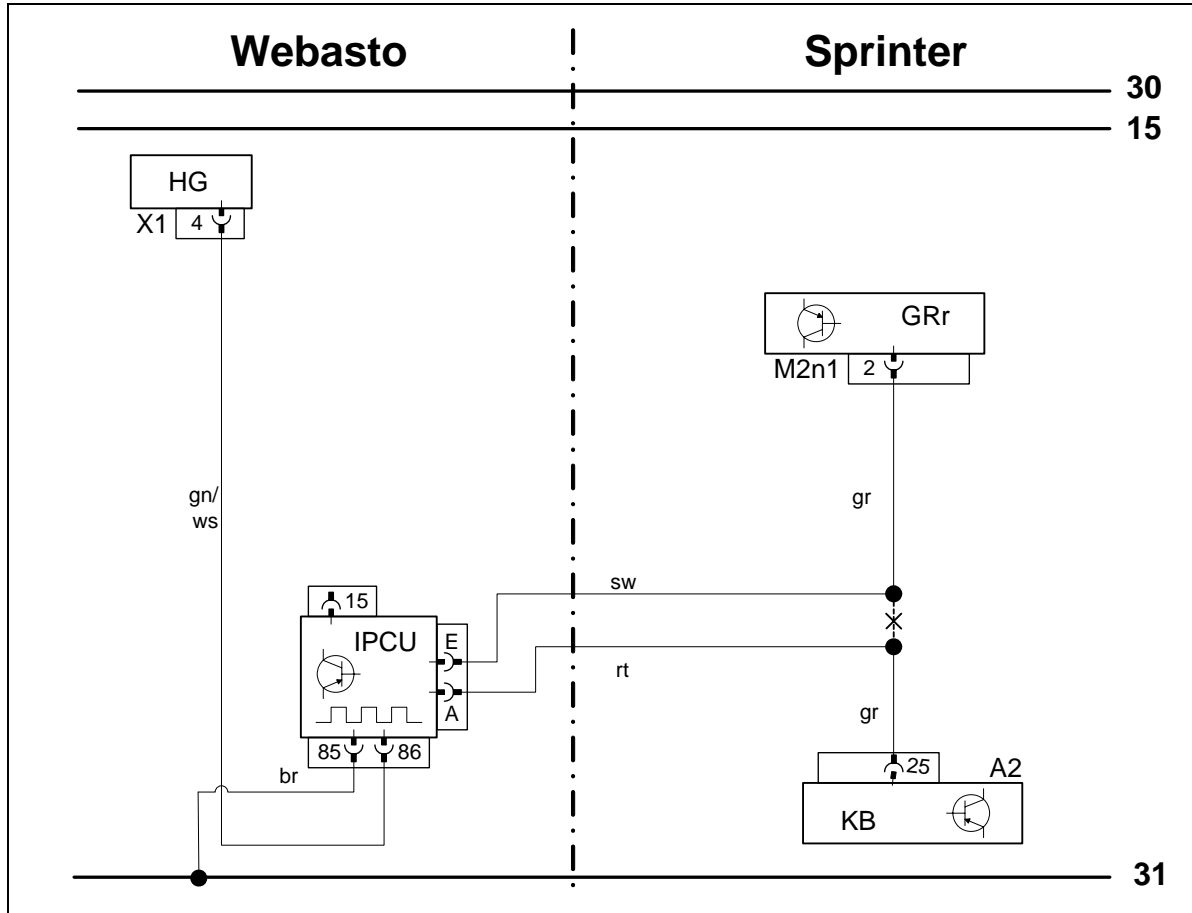 Webasto
Sprinter
30
15
HG
X1
4
GRr
M2n1
2
gn/
ws
gr
sw
15
IPCU
E
rt
A
gr
85
86
br
25
A2
KB
31